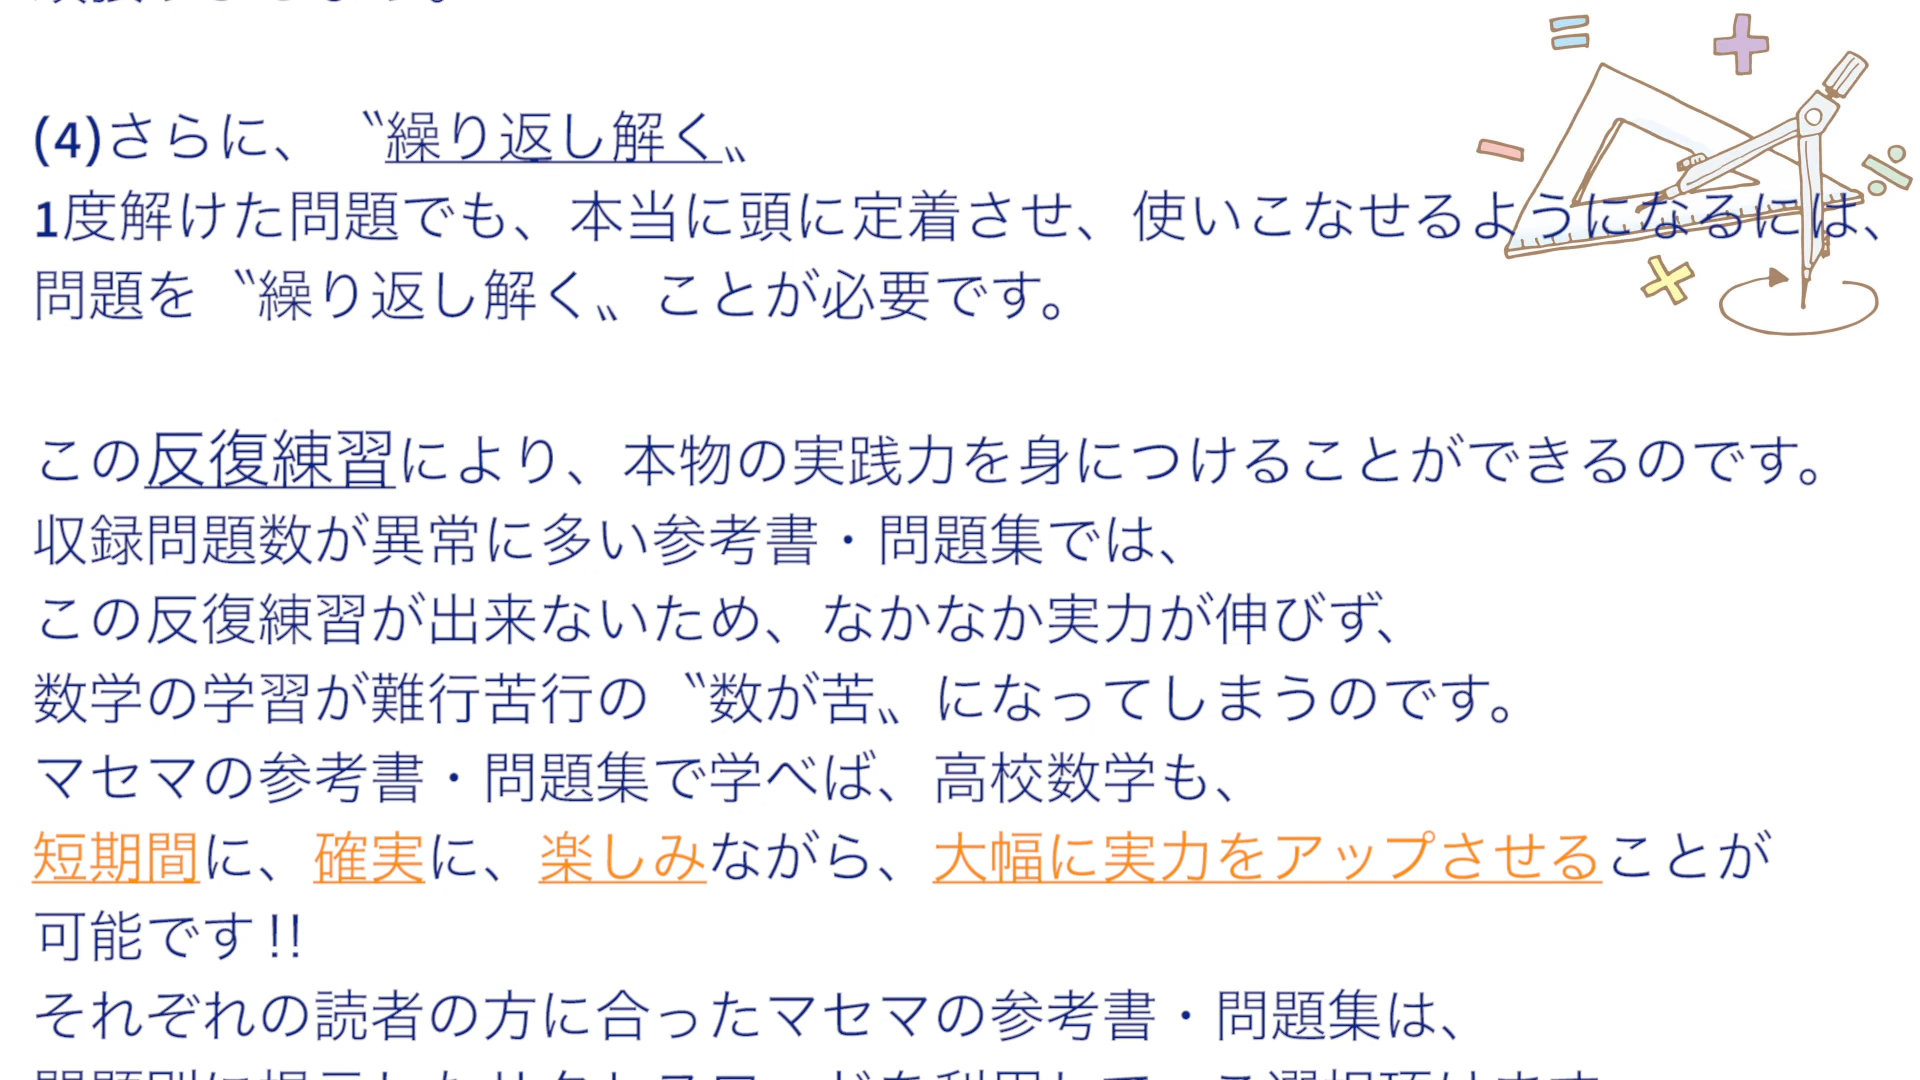 (4)さらに、〝繰り返し解く〟
1度解けた問題でも、本当に頭に定着させ、使いこなせるようになるには、
問題を〝繰り返し解く〟ことが必要です。
この反復練習により、本物の実践力を身につけることができるのです。
収録問題数が異常に多い参考書・問題集では、
この反復練習が出来ないため、なかなか実力が伸びず、
数学の学習が難行苦行の〝数が苦〟になってしまうのです。
マセマの参考書・問題集で学べば、高校数学も、
短期間に、確実に、楽しみながら、大幅に実力をアップさせることが
可能です!!
それぞれの読者の方に合ったマセマの参考書・問題集は、